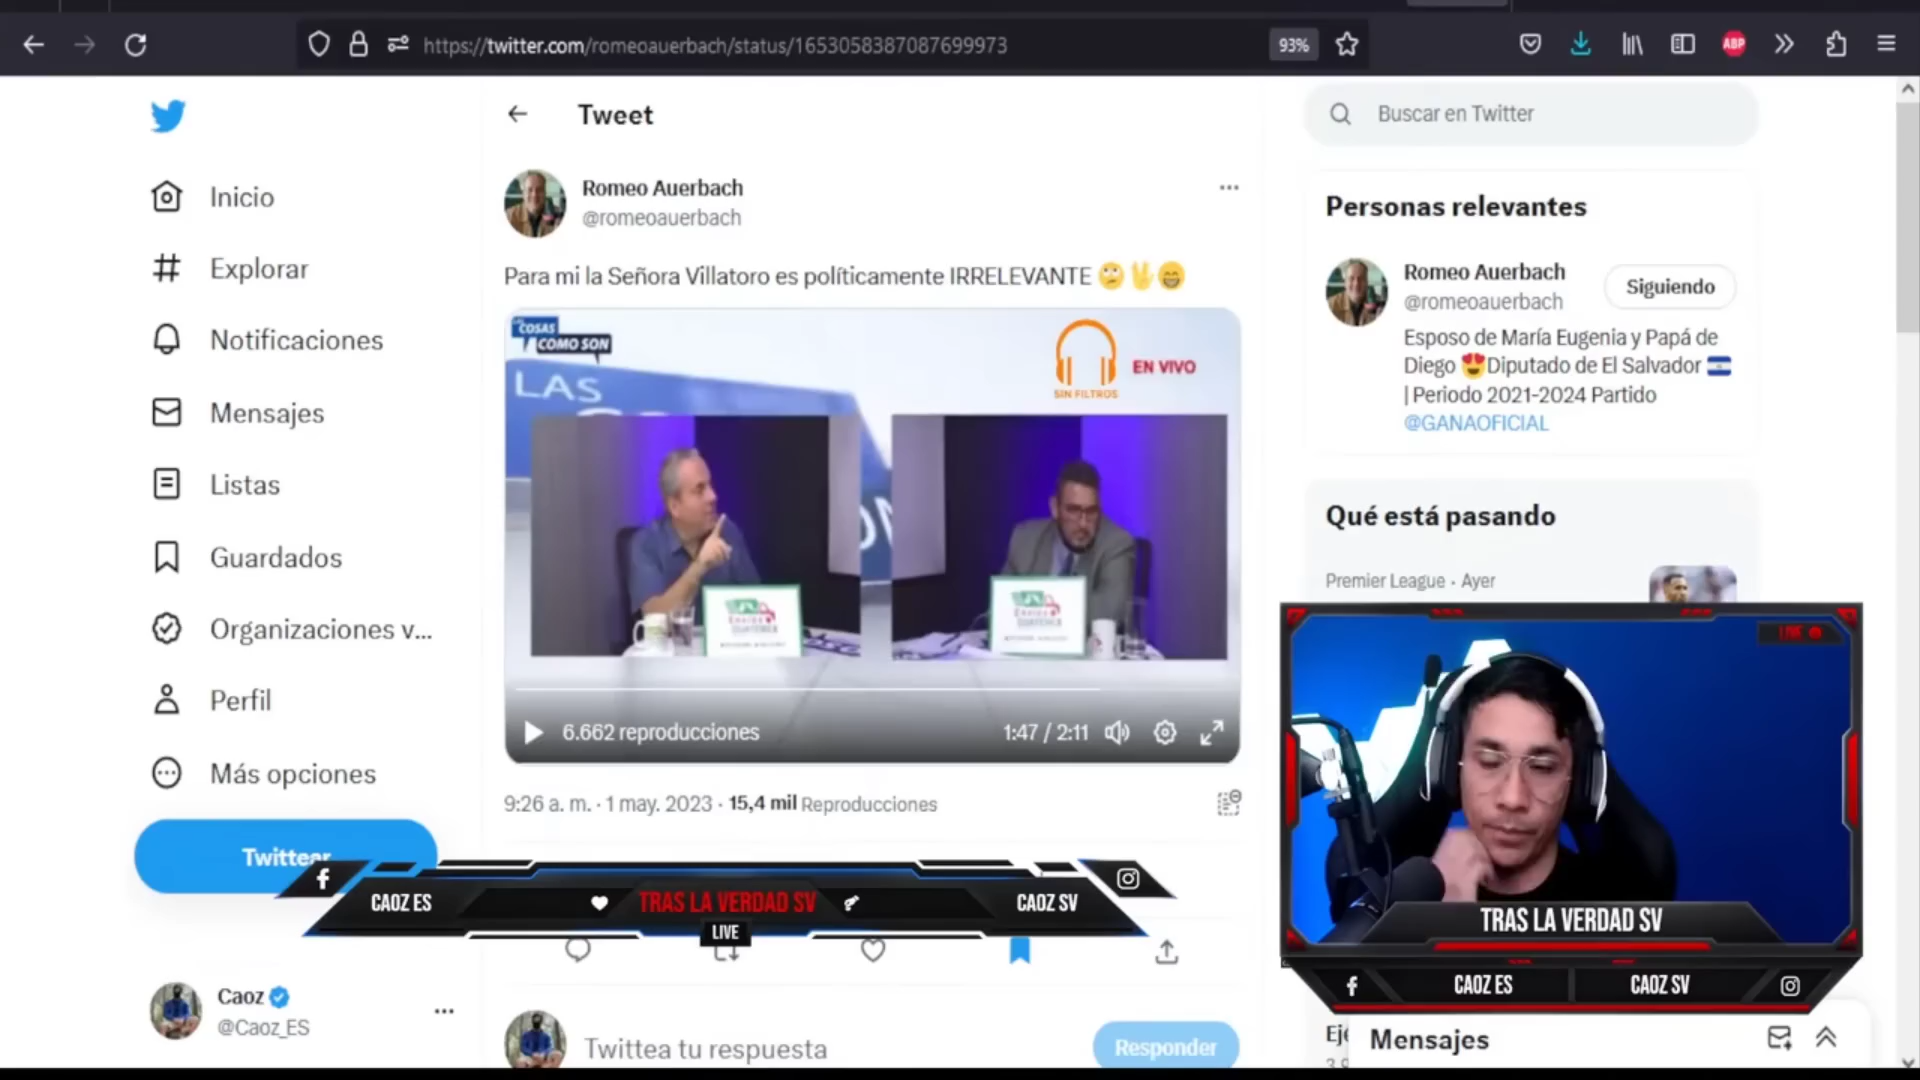 https://twitter.com/romeoauerbach/status/1653058387087699973
93%
ABP
Inicio
Explorar
Notificaciones
Mensajes
Listas
Guardados
Organizaciones v...
Perfil
Más opciones
Twittear
Caoz
@Caoz_ES
Tweet
Romeo Auerbach
@romeoauerbach
Para mi la Señora Villatoro es políticamente IRRELEVANTE 🙄🖖😁
COSAS
COMO SON
LAS
SIN FILTROS
EN VIVO
6.662 reproducciones
1:47 / 2:11
9:26 a. m. · 1 may. 2023 · 15,4 mil Reproducciones
CAOZ ES
TRAS LA VERDAD SV
CAOZ SV
LIVE
Twittea tu respuesta
Responder
Buscar en Twitter
Personas relevantes
Romeo Auerbach
@romeoauerbach
Siguiendo
Esposo de María Eugenia y Papá de
Diego 😍Diputado de El Salvador 🇸🇻
| Periodo 2021-2024 Partido
@GANAOFICIAL
Qué está pasando
Premier League · Ayer
LIVE
TRAS LA VERDAD SV
CAOZ ES
CAOZ SV
Mensajes